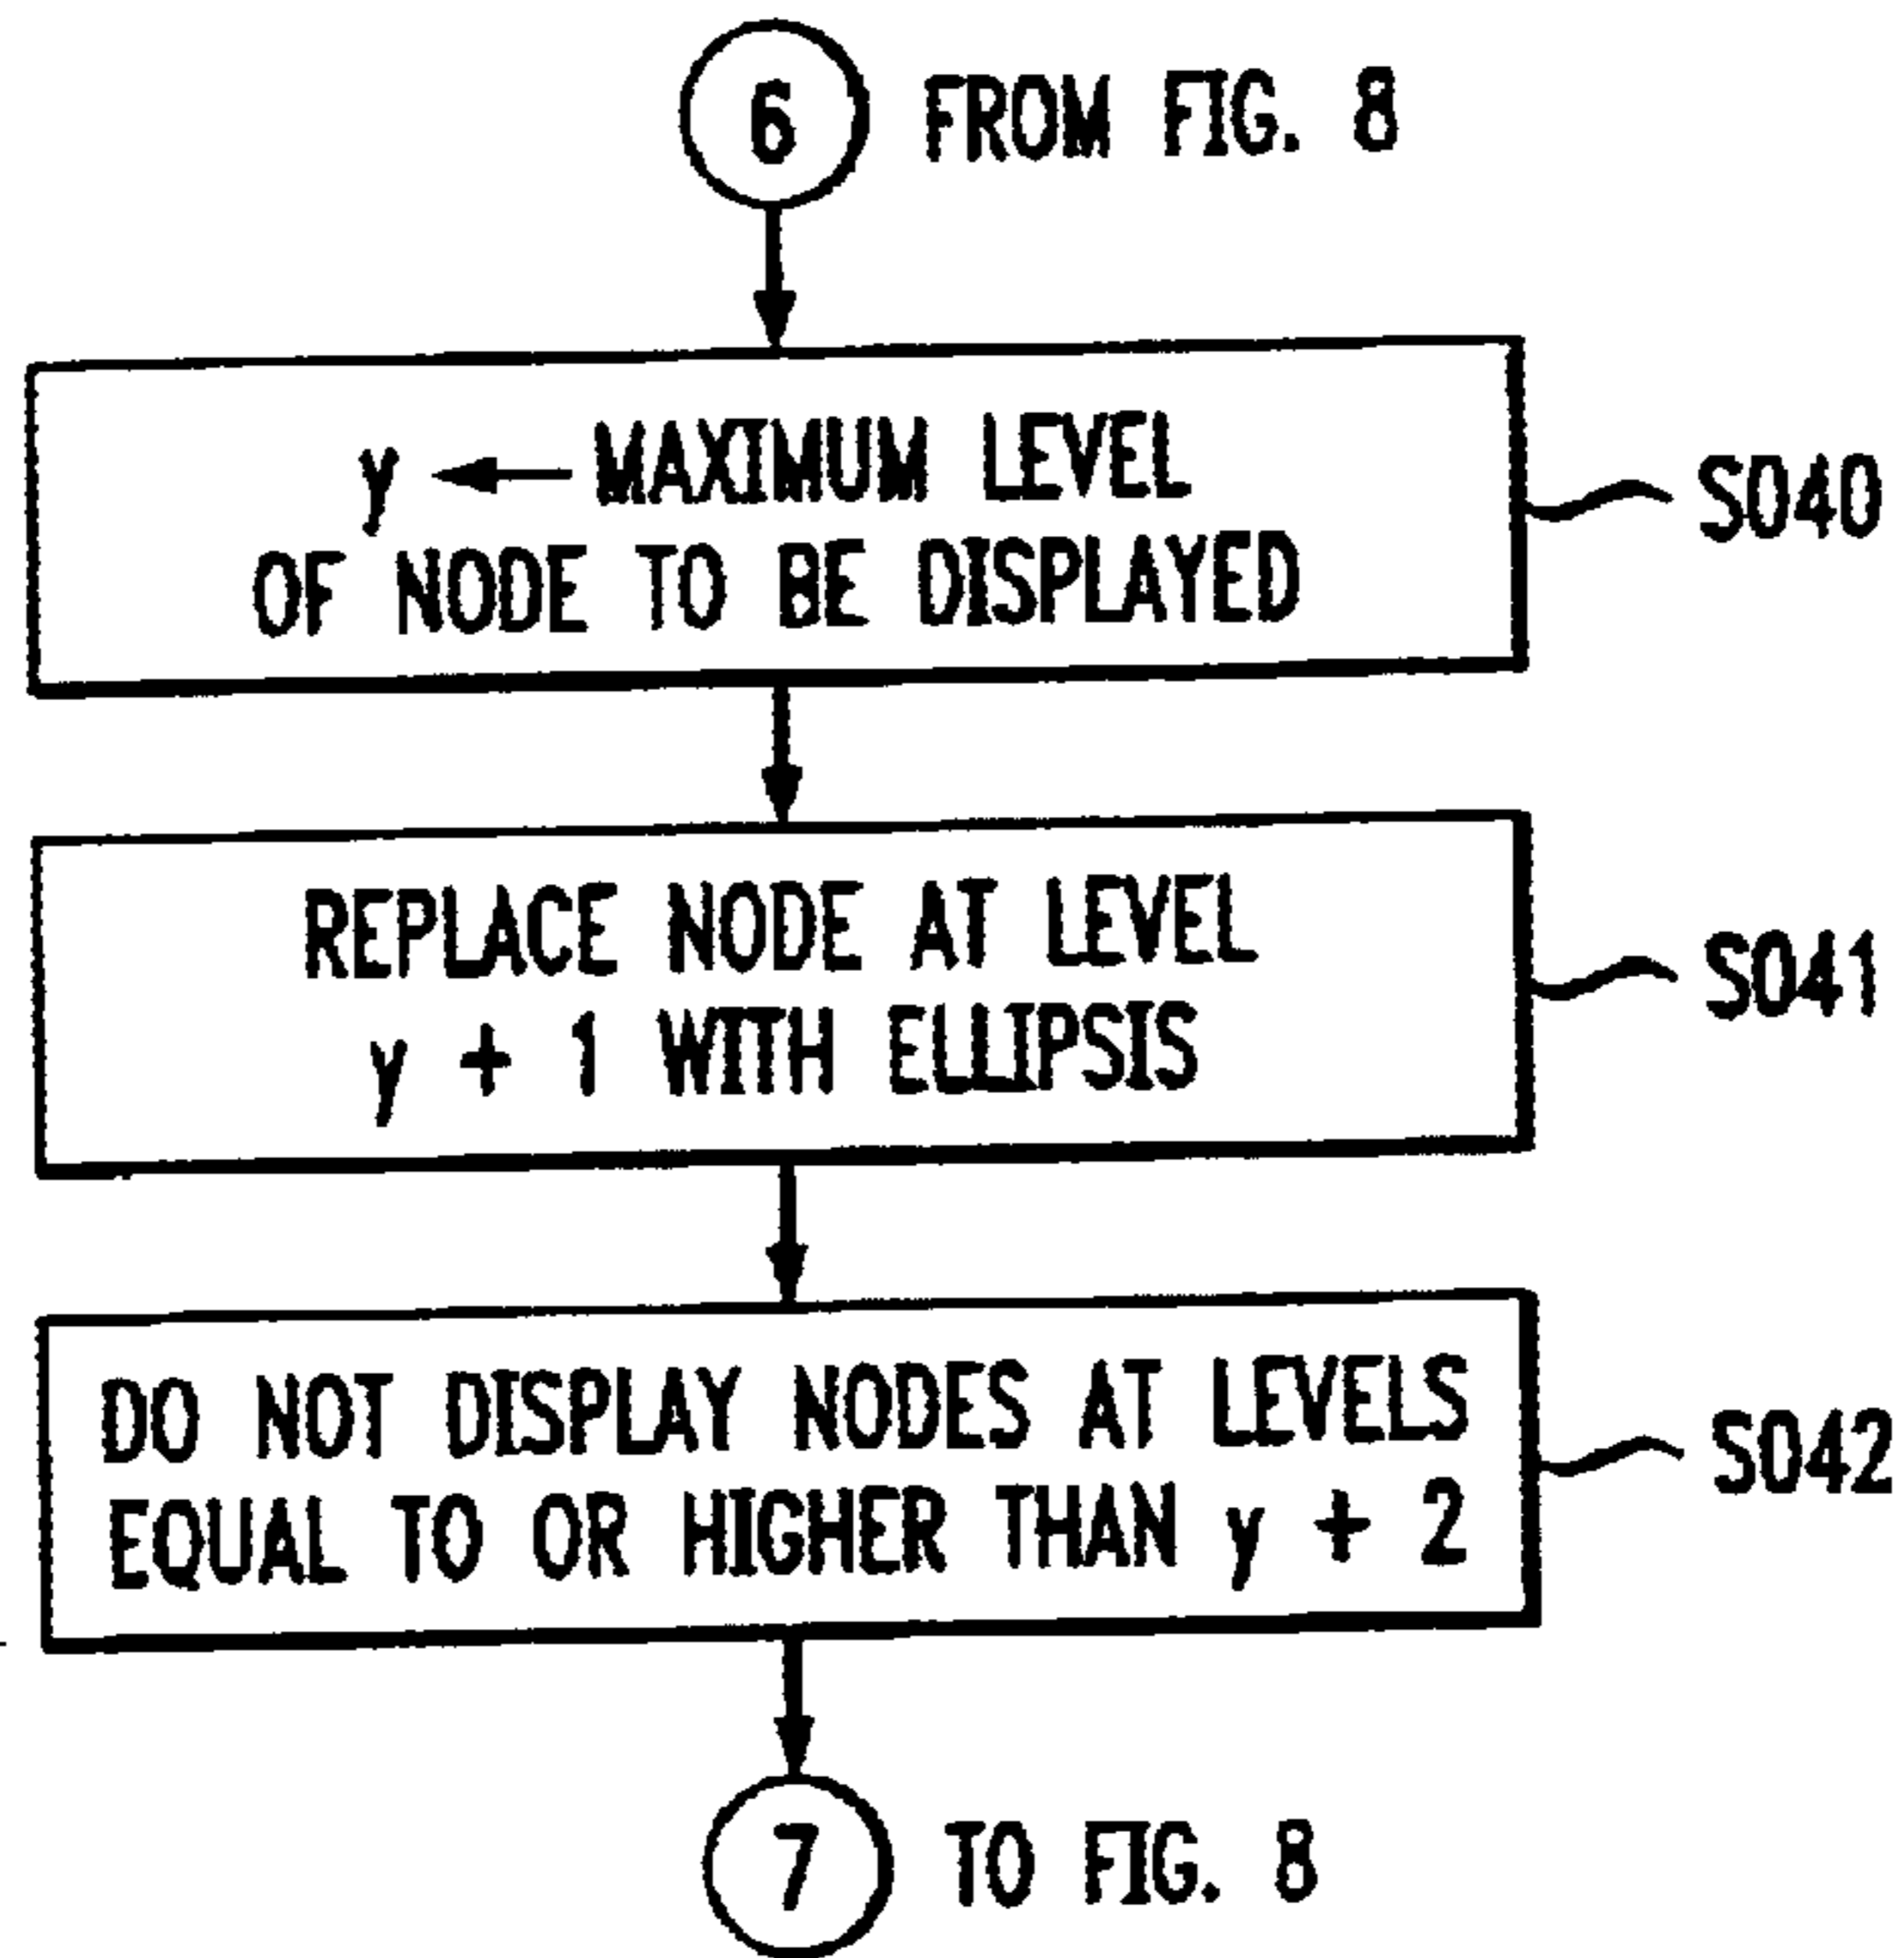 6 FROM FIG. 8
y ← MAXIMUM LEVEL
OF NODE TO BE DISPLAYED
S040
REPLACE NODE AT LEVEL
y + 1 WITH ELLIPSIS
S041
DO NOT DISPLAY NODES AT LEVELS
EQUAL TO OR HIGHER THAN y + 2
S042
7 TO FIG. 8